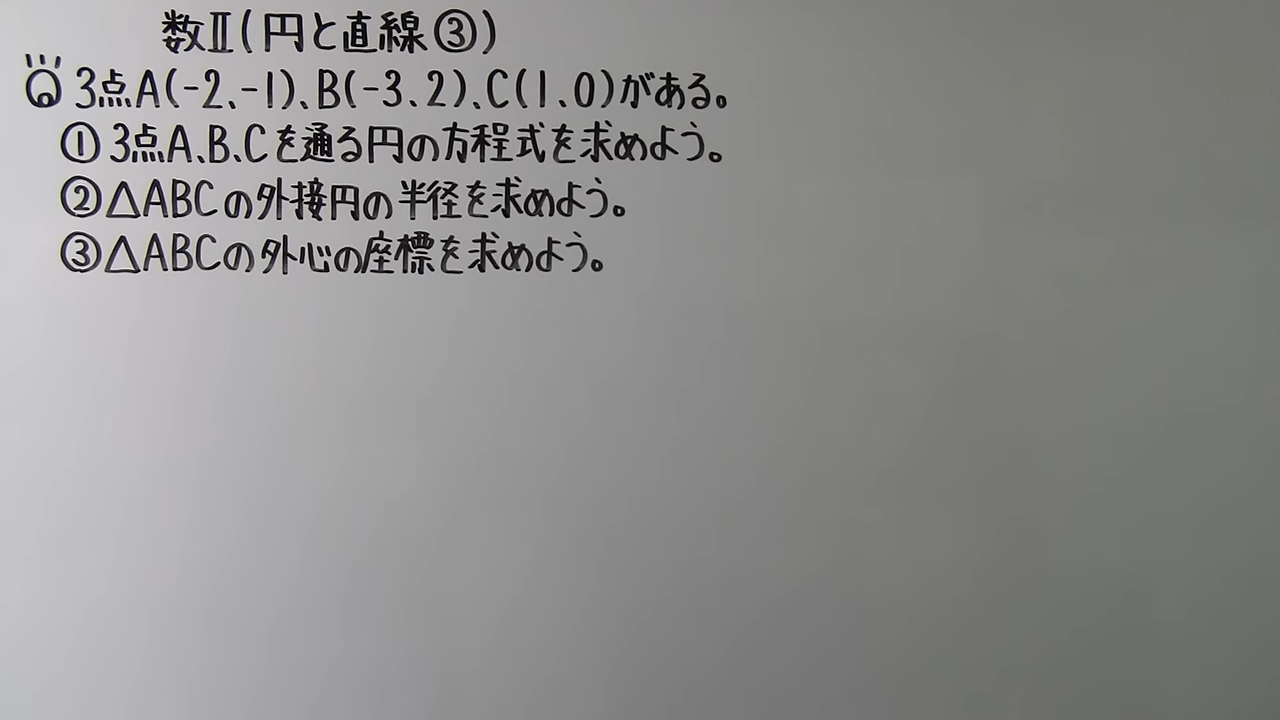 数Ⅱ(円と直線③)
Q 3点A(-2、-1)、B(-3、2)、C(1、0)がある。
①3点A、B、Cを通る円の方程式を求めよう。
②△ABCの外接円の半径を求めよう。
③△ABCの外心の座標を求めよう。